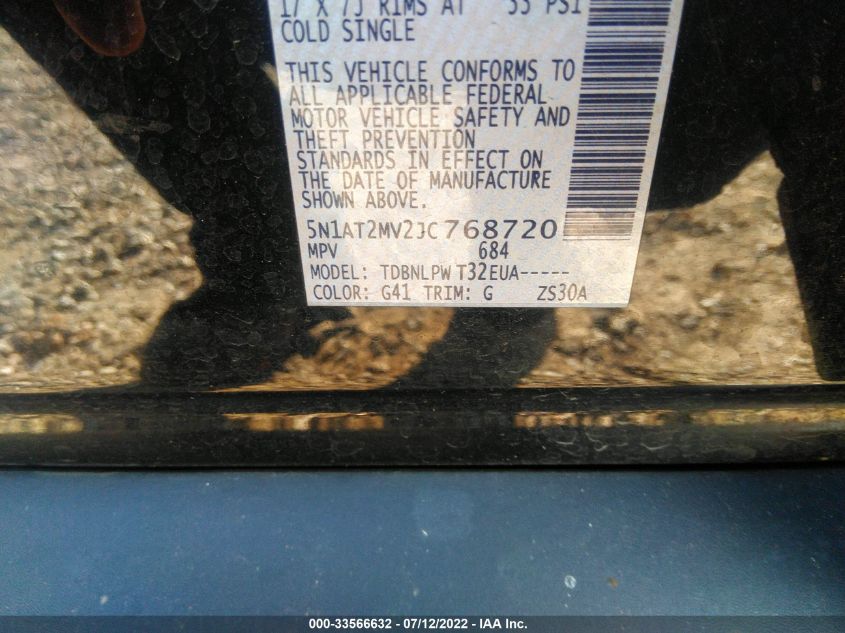 17 X 7J RIMS AT 33 PSI
COLD SINGLE
THIS VEHICLE CONFORMS TO
ALL APPLICABLE FEDERAL
MOTOR VEHICLE SAFETY AND
THEFT PREVENTION
STANDARDS IN EFFECT ON
THE DATE OF MANUFACTURE
SHOWN ABOVE.
5N1AT2MV2JC768720
MPV 684
MODEL: TDBNLPW T32EUA-----
COLOR: G41 TRIM: G ZS30A
000-33566632 - 07/12/2022 - IAA Inc.